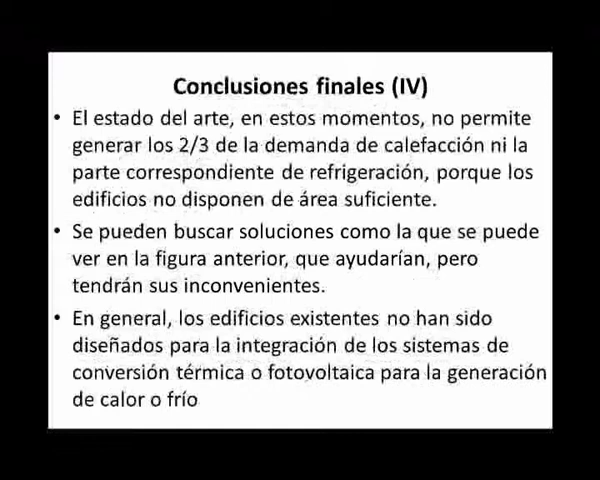 Conclusiones finales (IV)
• El estado del arte, en estos momentos, no permite
generar los 2/3 de la demanda de calefacción ni la
parte correspondiente de refrigeración, porque los
edificios no disponen de área suficiente.
• Se pueden buscar soluciones como la que se puede
ver en la figura anterior, que ayudarían, pero
tendrán sus inconvenientes.
• En general, los edificios existentes no han sido
diseñados para la integración de los sistemas de
conversión térmica o fotovoltaica para la generación
de calor o frío